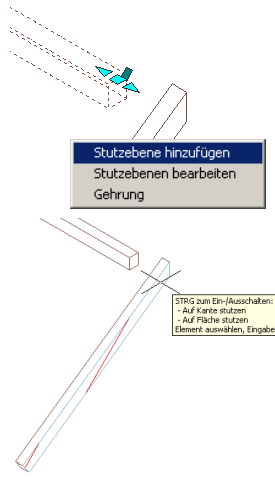 Stutzebene hinzufügen
Stutzebenen bearbeiten
Gehrung
STRG zum Ein-/Ausschalten:
- Auf Kante stutzen
- Auf Fläche stutzen
Element auswählen, Eingabe